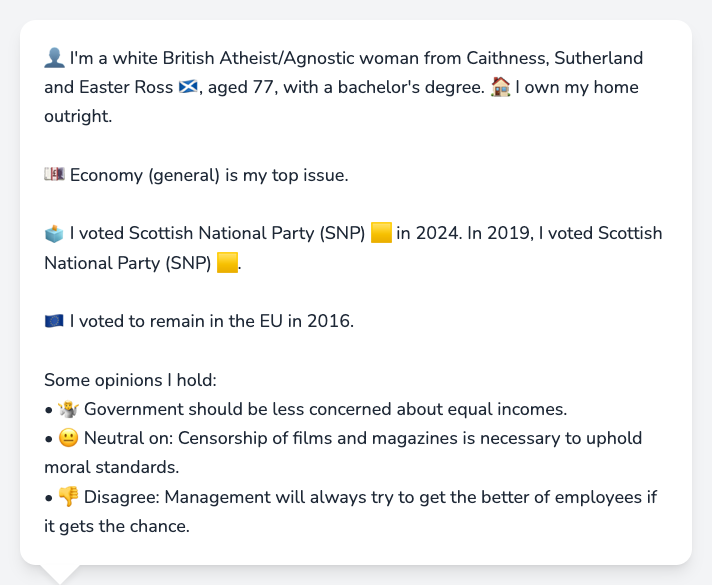 👤 I'm a white British Atheist/Agnostic woman from Caithness, Sutherland
and Easter Ross 🏴󠁧󠁢󠁳󠁣󠁴󠁿, aged 77, with a bachelor's degree. 🏠 I own my home
outright.
💷 Economy (general) is my top issue.
🗳️ I voted Scottish National Party (SNP) 🟨 in 2024. In 2019, I voted Scottish
National Party (SNP) 🟨.
🇪🇺 I voted to remain in the EU in 2016.
Some opinions I hold:
• 🤷 Government should be less concerned about equal incomes.
• 😐 Neutral on: Censorship of films and magazines is necessary to uphold
moral standards.
• 👎 Disagree: Management will always try to get the better of employees if
it gets the chance.